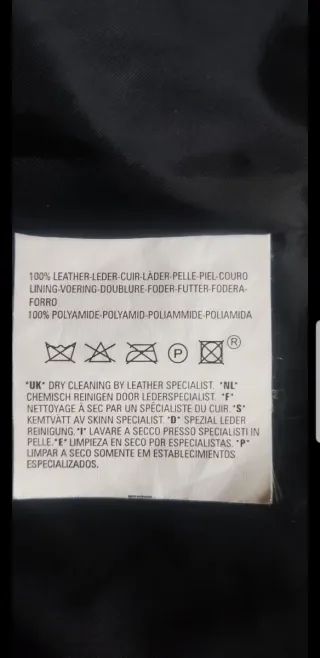 100% LEATHER-LEDER-CUIR-LÄDER-PELLE-PIEL-COURO
LINING-VOERING-DOUBLURE-FODER-FUTTER-FODERA-
FORRO
100% POLYAMIDE-POLYAMID-POLIAMMIDE-POLIAMIDA
P ®
*UK* DRY CLEANING BY LEATHER SPECIALIST. *NL*
CHEMISCH REINIGEN DOOR LEDERSPECIALIST. *F*
NETTOYAGE À SEC PAR UN SPÉCIALISTE DU CUIR. *S*
KEMTVÄTT AV SKINN SPECIALIST. *D* SPEZIAL LEDER
REINIGUNG. *I* LAVARE A SECCO PRESSO SPECIALISTI IN
PELLE. *E* LIMPIEZA EN SECO POR ESPECIALISTAS. *P*
LIMPAR A SECO SOMENTE EM ESTABLECIMENTOS
ESPECIALIZADOS.